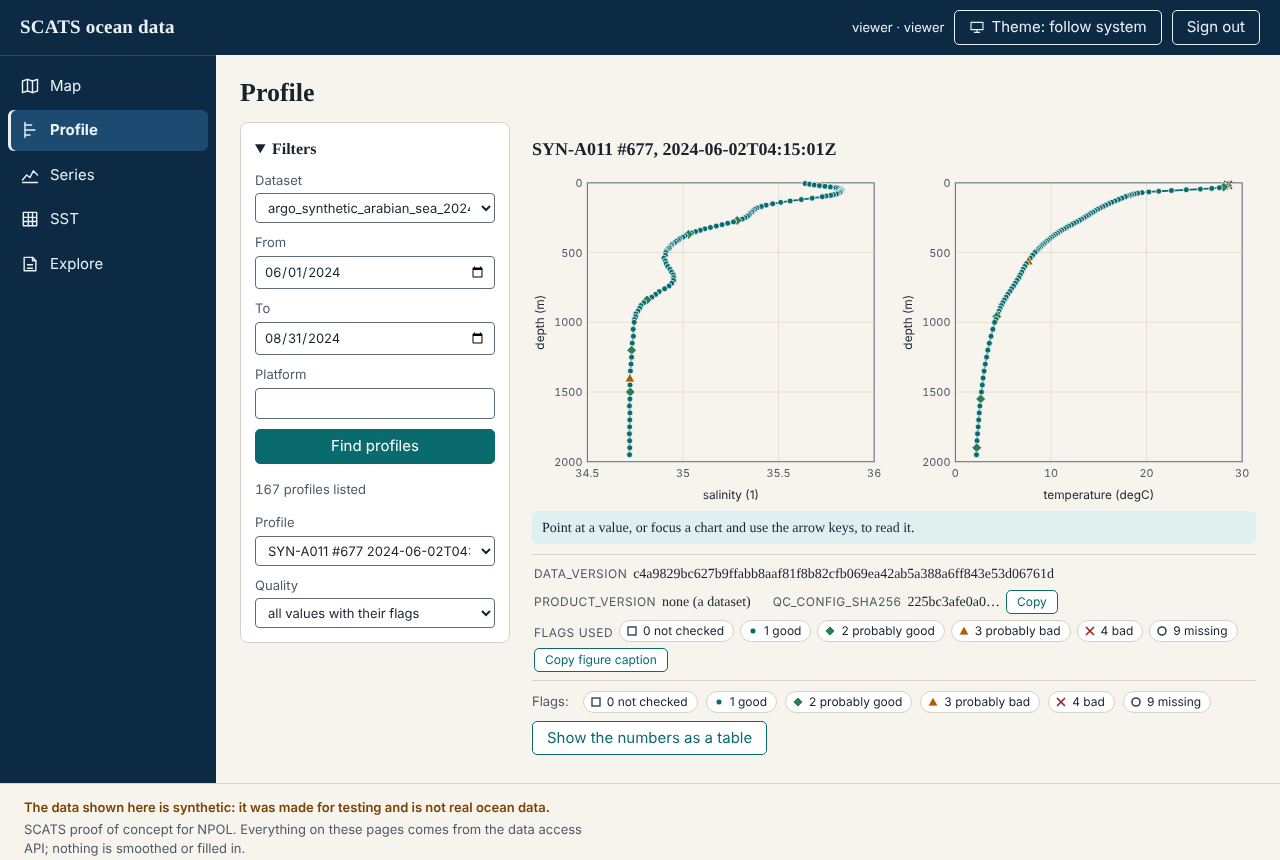 SCATS ocean data
viewer · viewer
Theme: follow system
Sign out
Map
Profile
Series
SST
Explore
Profile
▼ Filters
Dataset
argo_synthetic_arabian_sea_2024
From
06/01/2024
To
08/31/2024
Platform
Find profiles
167 profiles listed
Profile
SYN-A011 #677 2024-06-02T04:
Quality
all values with their flags
SYN-A011 #677, 2024-06-02T04:15:01Z
0
500
1000
1500
2000
depth (m)
34.5 35 35.5 36
salinity (1)
0
500
1000
1500
2000
depth (m)
0 10 20 30
temperature (degC)
Point at a value, or focus a chart and use the arrow keys, to read it.
DATA_VERSION c4a9829bc627b9ffabb8aaf81f8b82cfb069ea42ab5a388a6ff843e53d06761d
PRODUCT_VERSION none (a dataset) QC_CONFIG_SHA256 225bc3afe0a0… Copy
FLAGS USED 0 not checked 1 good 2 probably good 3 probably bad 4 bad 9 missing
Copy figure caption
Flags: 0 not checked 1 good 2 probably good 3 probably bad 4 bad 9 missing
Show the numbers as a table
The data shown here is synthetic: it was made for testing and is not real ocean data.
SCATS proof of concept for NPOL. Everything on these pages comes from the data access
API; nothing is smoothed or filled in.